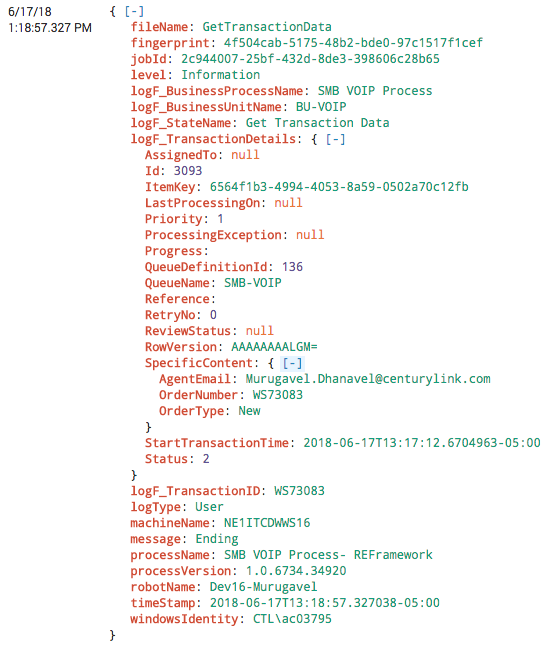 6/17/18 { [-]
1:18:57.327 PM fileName: GetTransactionData
fingerprint: 4f504cab-5175-48b2-bde0-97c1517f1cef
jobId: 2c944007-25bf-432d-8de3-398606c28b65
level: Information
logF_BusinessProcessName: SMB VOIP Process
logF_BusinessUnitName: BU-VOIP
logF_StateName: Get Transaction Data
logF_TransactionDetails: { [-]
AssignedTo: null
Id: 3093
ItemKey: 6564f1b3-4994-4053-8a59-0502a70c12fb
LastProcessingOn: null
Priority: 1
ProcessingException: null
Progress:
QueueDefinitionId: 136
QueueName: SMB-VOIP
Reference:
RetryNo: 0
ReviewStatus: null
RowVersion: AAAAAAAALGM=
SpecificContent: { [-]
AgentEmail: Murugavel.Dhanavel@centurylink.com
OrderNumber: WS73083
OrderType: New
}
StartTransactionTime: 2018-06-17T13:17:12.6704963-05:00
Status: 2
}
logF_TransactionID: WS73083
logType: User
machineName: NE1ITCDWWS16
message: Ending
processName: SMB VOIP Process- REFramework
processVersion: 1.0.6734.34920
robotName: Dev16-Murugavel
timeStamp: 2018-06-17T13:18:57.327038-05:00
windowsIdentity: CTL\ac03795
}